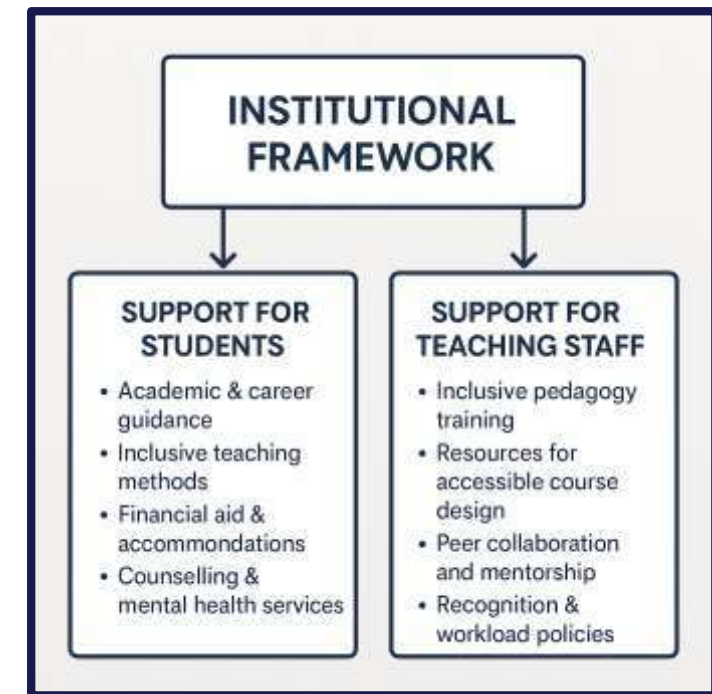 INSTITUTIONAL
FRAMEWORK
SUPPORT FOR
STUDENTS
• Academic & career
guidance
• Inclusive teaching
methods
• Financial aid &
accommondations
• Counselling &
mental health services
SUPPORT FOR
TEACHING STAFF
• Inclusive pedagogy
training
• Resources for
accessible course
design
• Peer collaboration
and mentorship
• Recognition &
workload policies